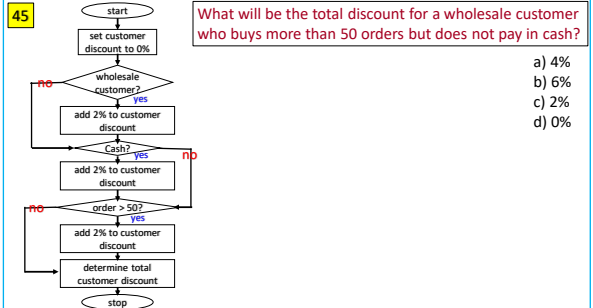 45
What will be the total discount for a wholesale customer
who buys more than 50 orders but does not pay in cash?
a) 4%
b) 6%
c) 2%
d) 0%
start
set customer
discount to 0%
wholesale
customer?
no
yes
add 2% to customer
discount
Cash?
yes
no
add 2% to customer
discount
order > 50?
no
yes
add 2% to customer
discount
determine total
customer discount
stop